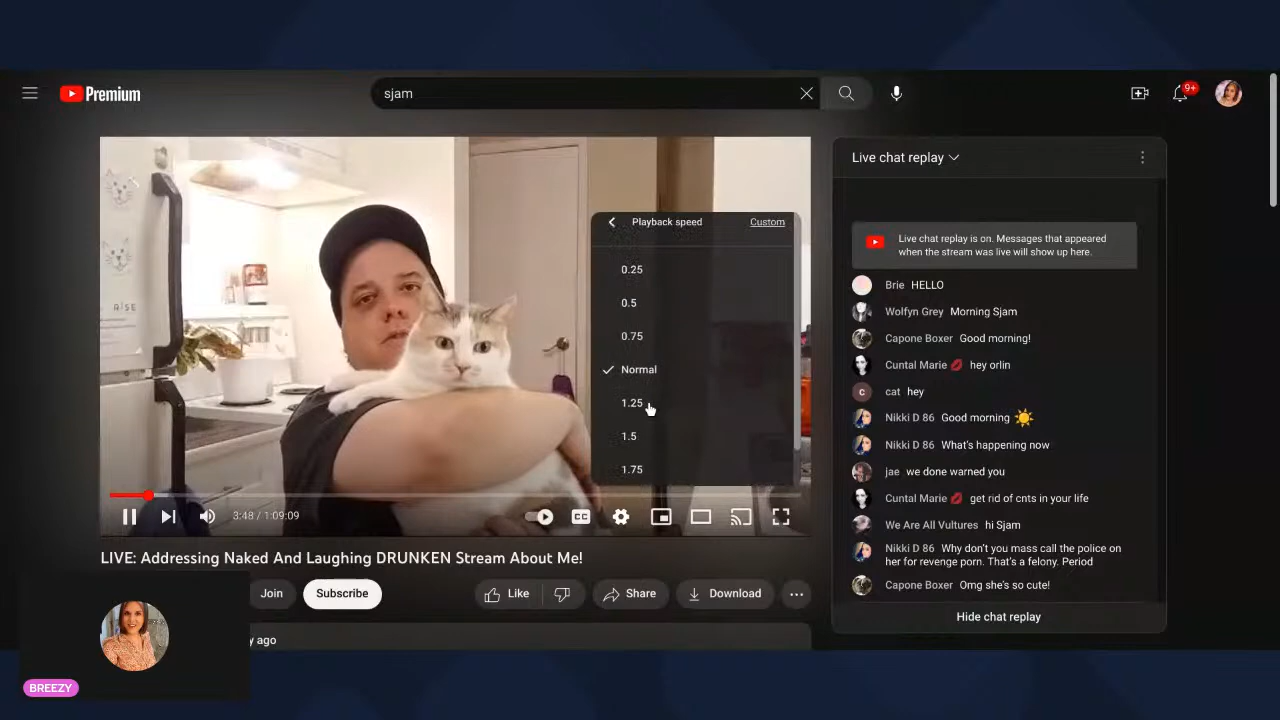 Premium
sjam
9+
Live chat replay
Playback speed
Custom
0.25
0.5
0.75
Normal
1.25
1.5
1.75
RISE
CC
3:48 / 1:09:09
Live chat replay is on. Messages that appeared
when the stream was live will show up here.
Brie HELLO
Wolfyn Grey Morning Sjam
Capone Boxer Good morning!
Cuntal Marie 💋 hey orlin
c cat hey
Nikki D 86 Good morning ☀️
Nikki D 86 What's happening now
jae we done warned you
Cuntal Marie 💋 get rid of cnts in your life
We Are All Vultures hi Sjam
Nikki D 86 Why don't you mass call the police on
her for revenge porn. That's a felony. Period
Capone Boxer Omg she's so cute!
Hide chat replay
LIVE: Addressing Naked And Laughing DRUNKEN Stream About Me!
Join
Subscribe
Like
Share
Download
y ago
BREEZY